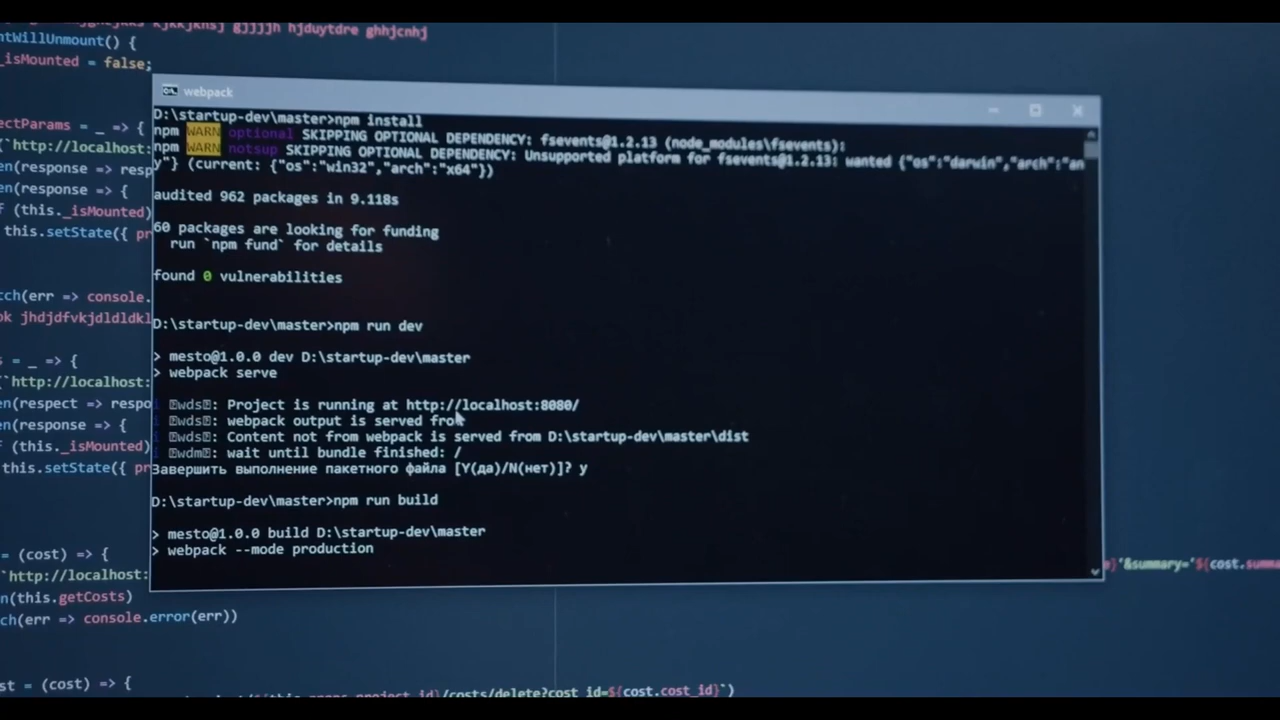 kjkkjkhsj gjjjjh hjduytdre ghhjcnhj
ntWillUnmount() {
_isMounted = false;
ectParams = _ => {
(`http://localhost:
en(response => resp
en(response => {
f (this._isMounted)
this.setState({ pr
tch(err => console.
ok jhdjdfvkjdldldkl
s = _ => {
`http://localhost:
en(respect => respo
en(response => {
f (this._isMounted)
this.setState({ pr
= (cost) => {
`http://localhost:
n(this.getCosts)
tch(err => console.error(err))
st = (cost) => {
project_id}/costs/delete?cost_id=${cost.cost_id}`)
e}'&summary='${cost.summa
webpack
D:\startup-dev\master>npm install
npm WARN optional SKIPPING OPTIONAL DEPENDENCY: fsevents@1.2.13 (node_modules\fsevents):
npm WARN notsup SKIPPING OPTIONAL DEPENDENCY: Unsupported platform for fsevents@1.2.13: wanted {"os":"darwin","arch":"an
y"} (current: {"os":"win32","arch":"x64"})
audited 962 packages in 9.118s
60 packages are looking for funding
run `npm fund` for details
found 0 vulnerabilities
D:\startup-dev\master>npm run dev
> mesto@1.0.0 dev D:\startup-dev\master
> webpack serve
i ｢wds｣: Project is running at http://localhost:8080/
i ｢wds｣: webpack output is served from
i ｢wds｣: Content not from webpack is served from D:\startup-dev\master\dist
i ｢wdm｣: wait until bundle finished: /
Завершить выполнение пакетного файла [Y(да)/N(нет)]? y
D:\startup-dev\master>npm run build
> mesto@1.0.0 build D:\startup-dev\master
> webpack --mode production